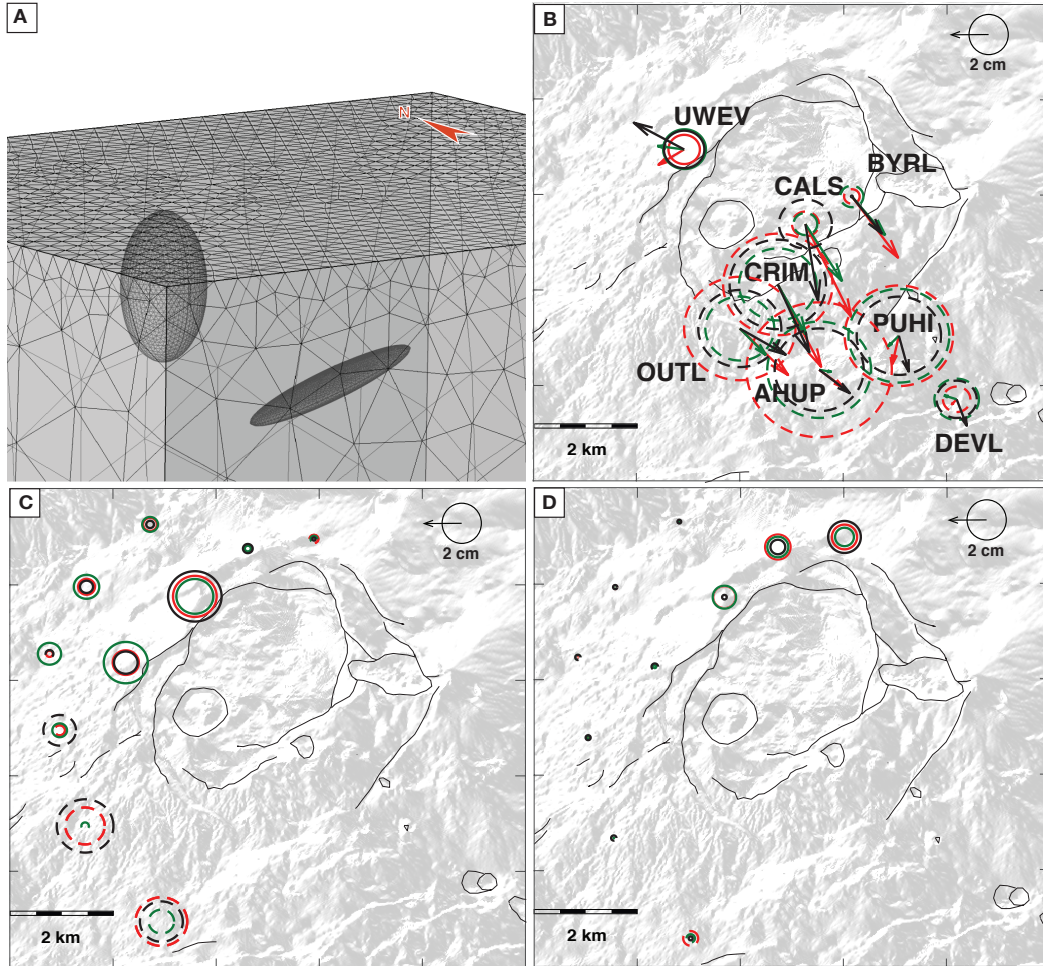 A
N
B
2 cm
UWEV
BYRL
CALS
CRIM
PUHI
OUTL
AHUP
DEVL
2 km
C
2 cm
2 km
D
2 cm
2 km